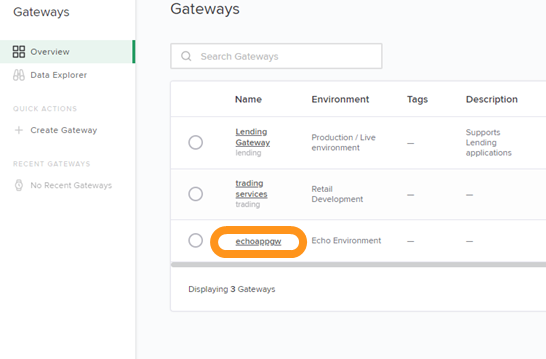 Gateways
Overview
Data Explorer
QUICK ACTIONS
+ Create Gateway
RECENT GATEWAYS
No Recent Gateways
Gateways
Search Gateways
Name Environment Tags Description
Lending Gateway
lending
Production / Live environment
—
Supports Lending applications
trading services
trading
Retail Development
—
—
echoappgw
Echo Environment
—
—
Displaying 3 Gateways